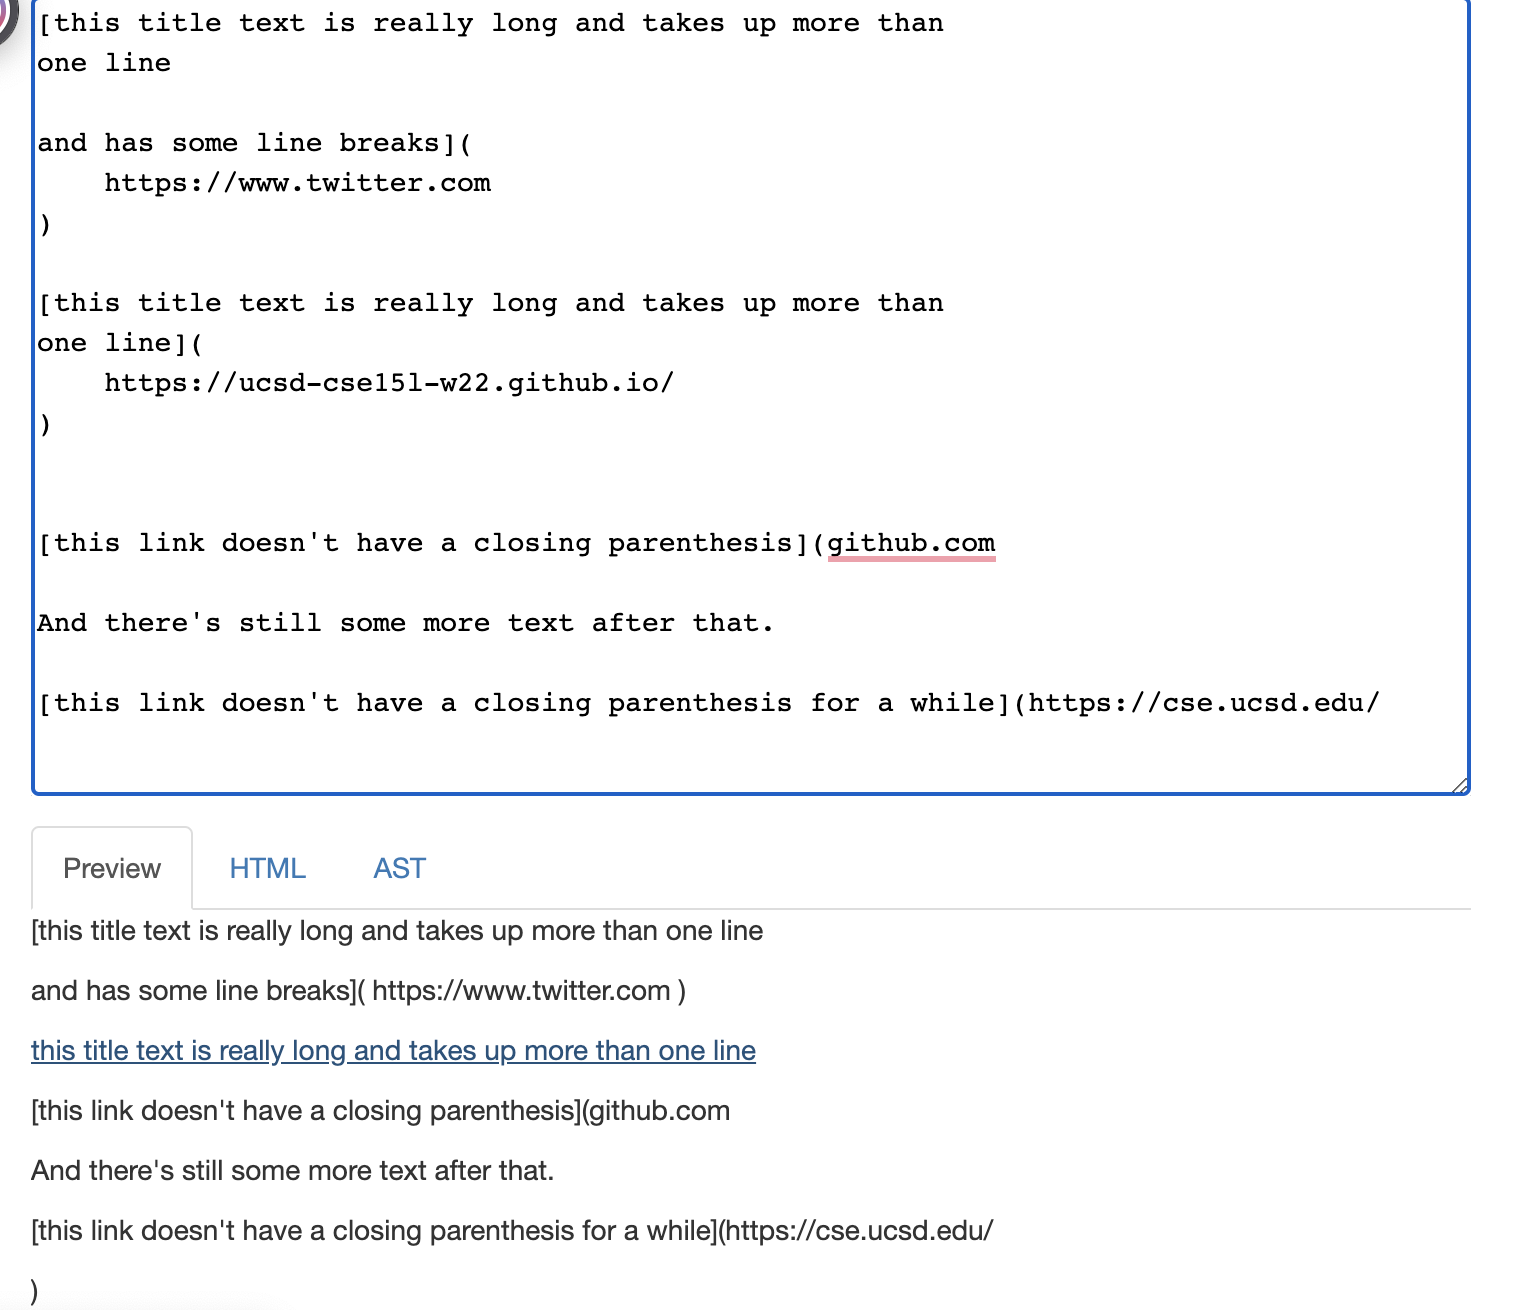 [this title text is really long and takes up more than
one line
and has some line breaks](
https://www.twitter.com
)
[this title text is really long and takes up more than
one line](
https://ucsd-cse15l-w22.github.io/
)
[this link doesn't have a closing parenthesis](github.com
And there's still some more text after that.
[this link doesn't have a closing parenthesis for a while](https://cse.ucsd.edu/
Preview HTML AST
[this title text is really long and takes up more than one line
and has some line breaks]( https://www.twitter.com )
this title text is really long and takes up more than one line
[this link doesn't have a closing parenthesis](github.com
And there's still some more text after that.
[this link doesn't have a closing parenthesis for a while](https://cse.ucsd.edu/
)